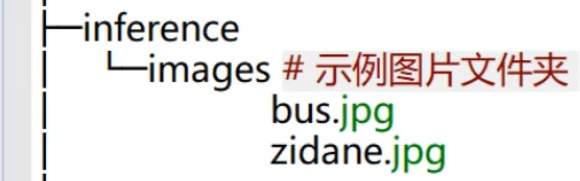 ├─inference
│  └─images # 示例图片文件夹
│          bus.jpg
│          zidane.jpg